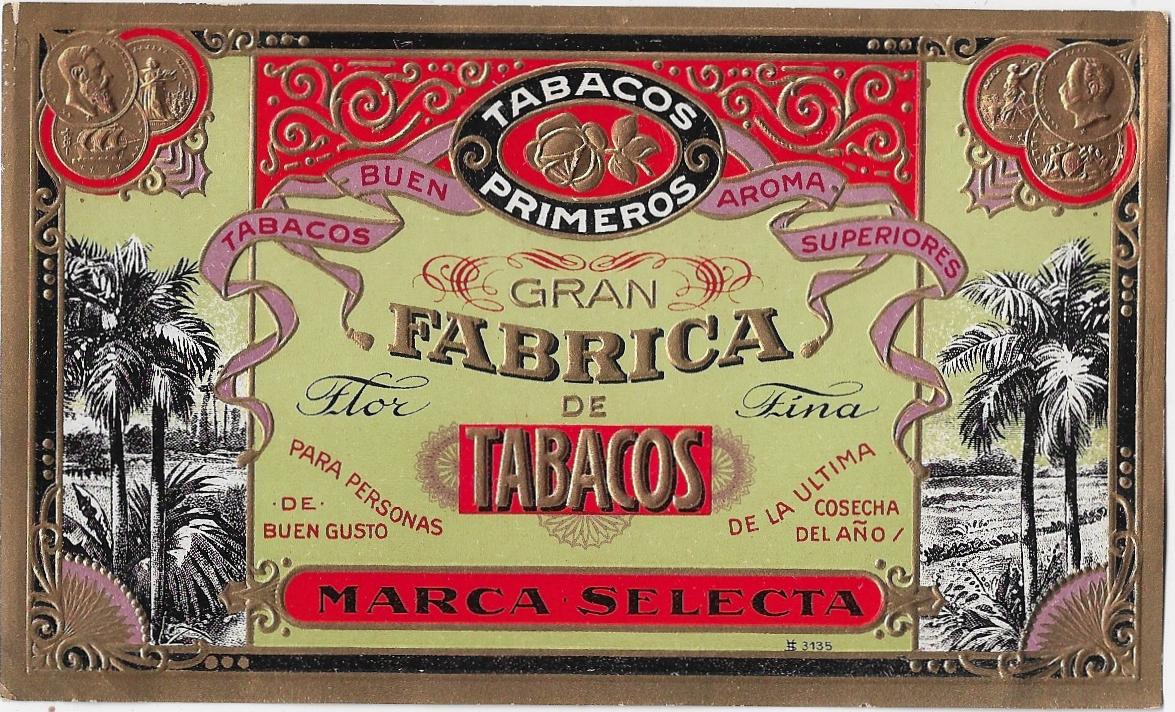 TABACOS
PRIMEROS
BUEN AROMA
TABACOS SUPERIORES
GRAN
FABRICA
Flor DE Fina
TABACOS
PARA PERSONAS
DE
BUEN GUSTO
DE LA ULTIMA
COSECHA
DEL AÑO /
MARCA · SELECTA
3135